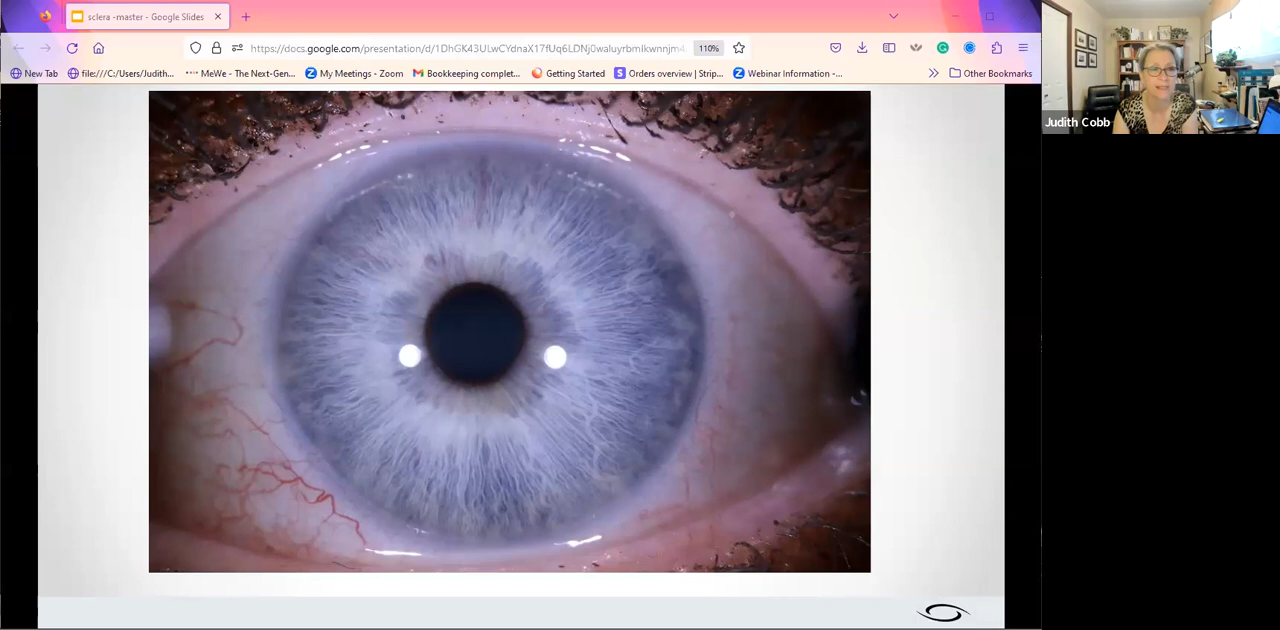 sclera -master - Google Slides
https://docs.google.com/presentation/d/1DhGK43ULwCYdnaX17fUq6LDNj0waluyrbmIkwnnjm4
110%
New Tab
file:///C:/Users/Judith...
MeWe - The Next-Gen...
My Meetings - Zoom
Bookkeeping complet...
Getting Started
Orders overview | Strip...
Webinar Information -...
Other Bookmarks
Judith Cobb